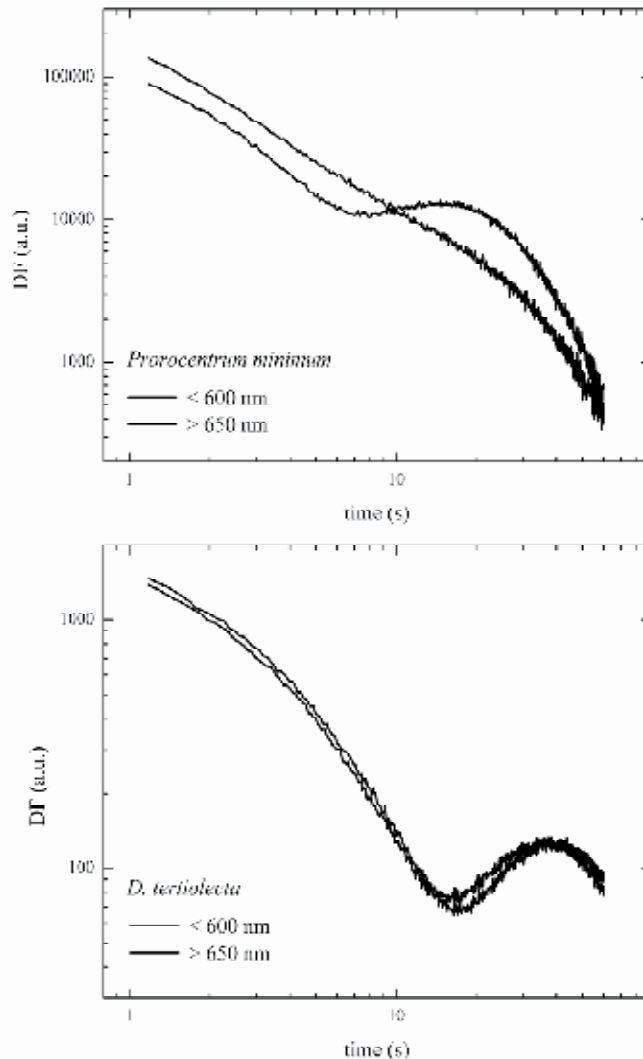 100000
10000
1000
DF (a.u.)
Prorocentrum minimum
< 600 nm
> 650 nm
1
10
time (s)
1000
100
DF (a.u.)
D. tertiolecta
< 600 nm
> 650 nm
1
10
time (s)